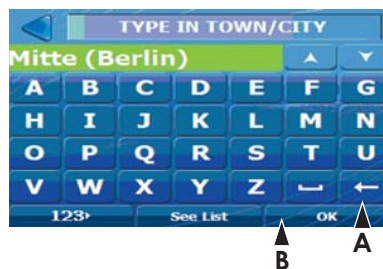 TYPE IN TOWN/CITY
Mitte (Berlin)
A B C D E F G
H I J K L M N
O P Q R S T U
V W X Y Z
123 See List OK
A
B